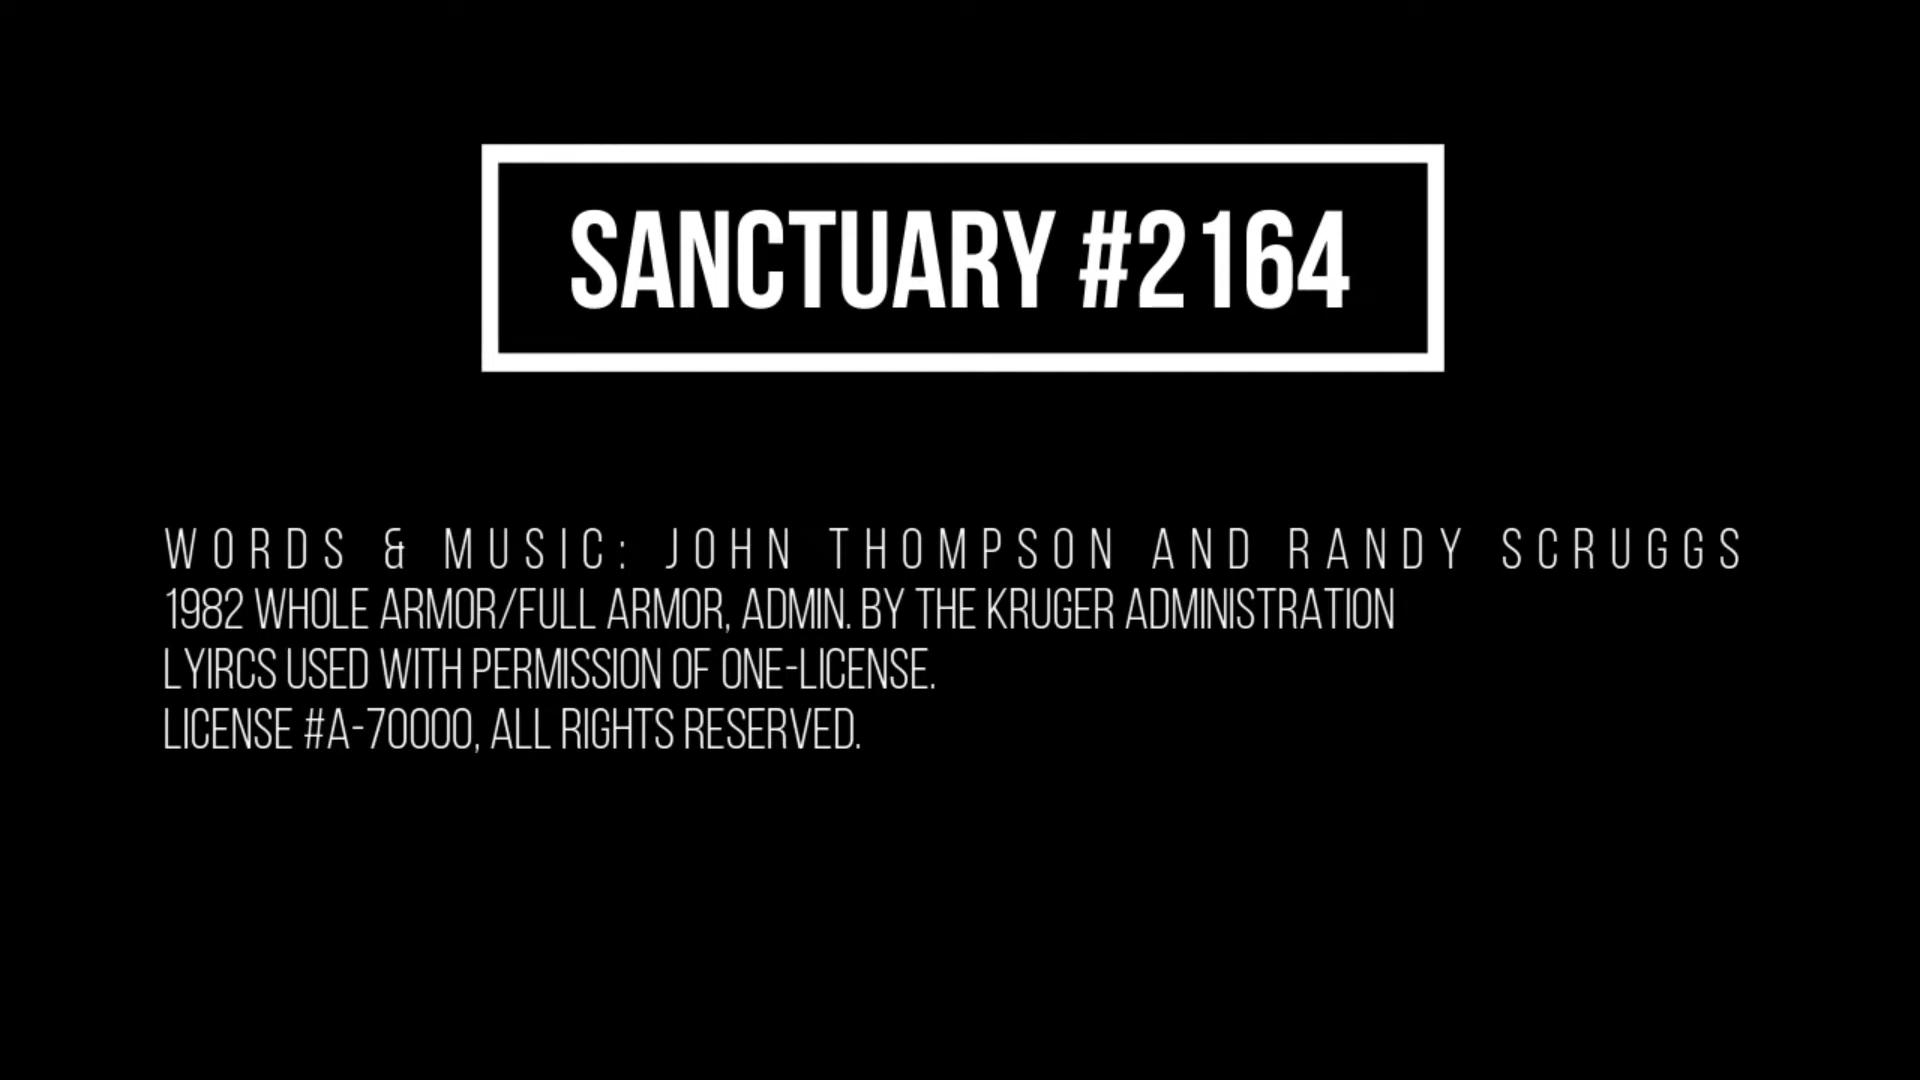 SANCTUARY #2164
WORDS & MUSIC: JOHN THOMPSON AND RANDY SCRUGGS
1982 WHOLE ARMOR/FULL ARMOR, ADMIN. BY THE KRUGER ADMINISTRATION
LYIRCS USED WITH PERMISSION OF ONE-LICENSE.
LICENSE #A-70000, ALL RIGHTS RESERVED.